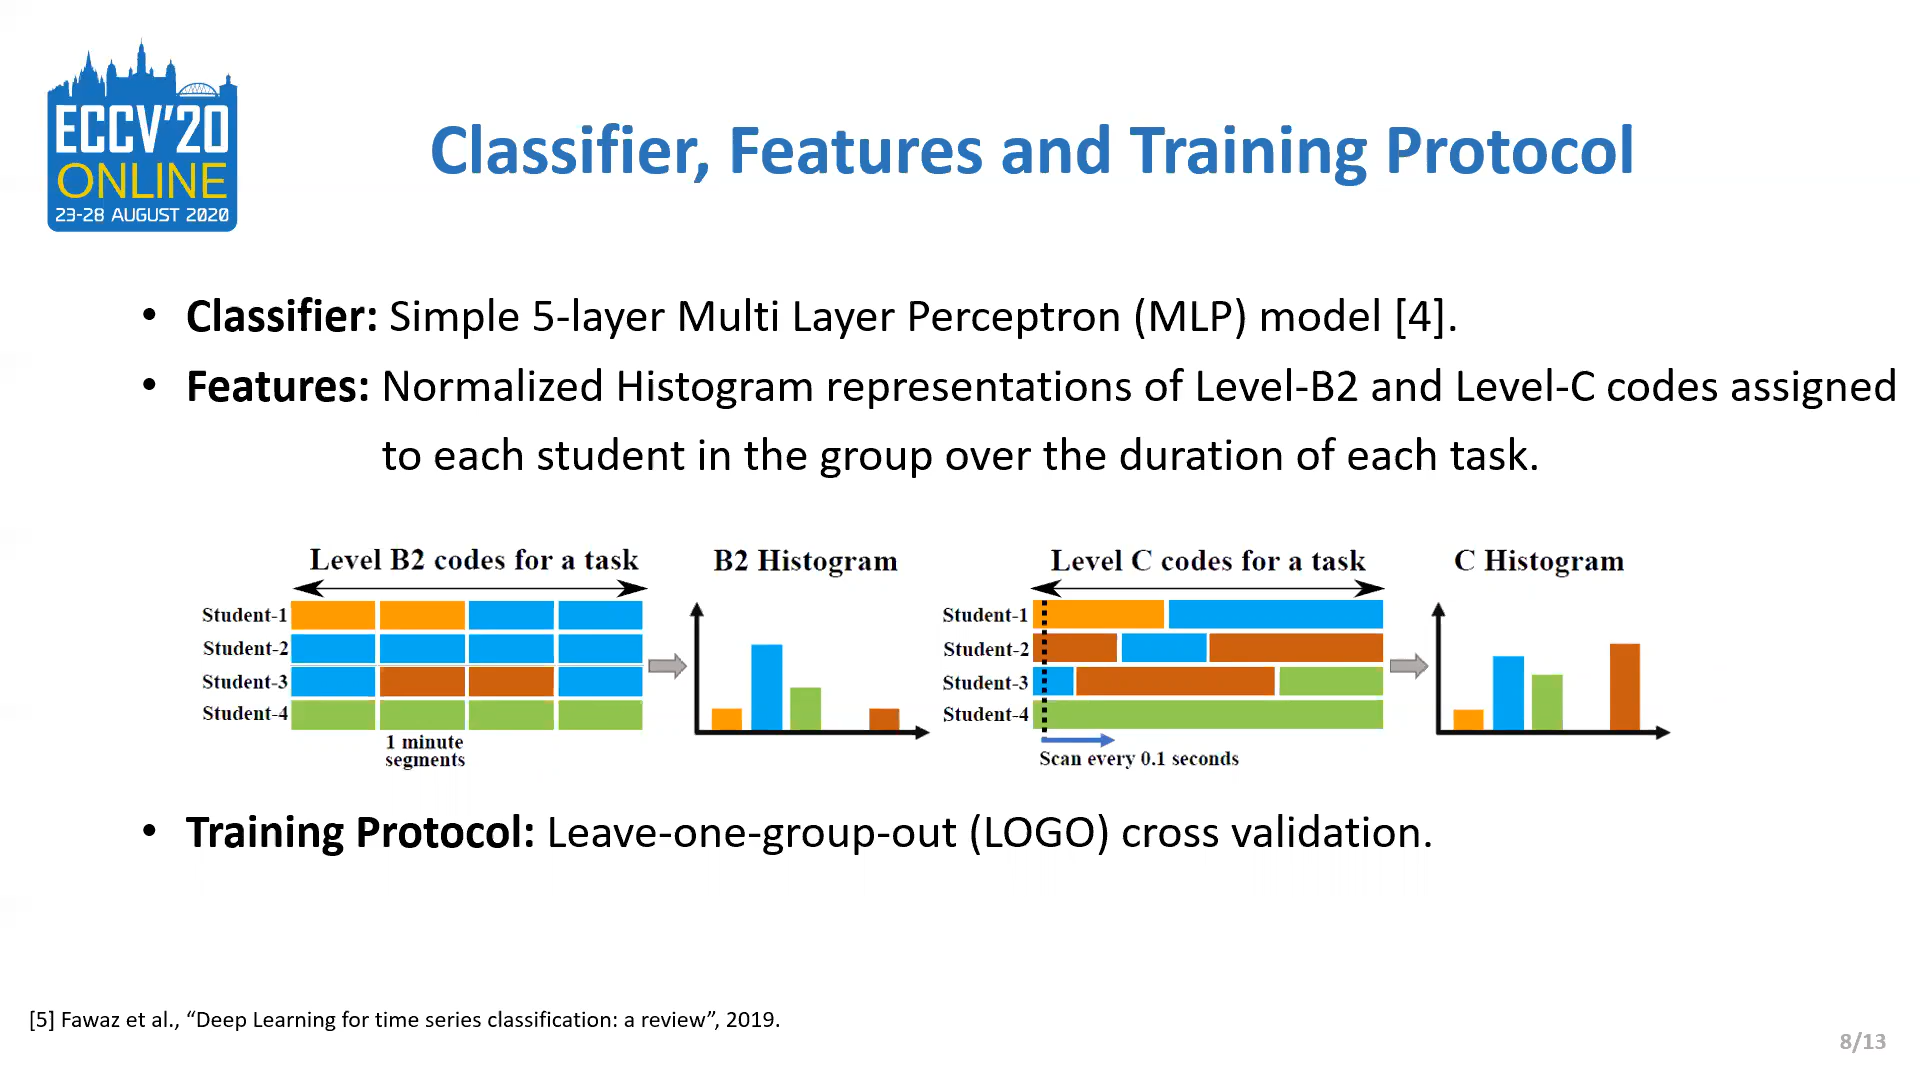 ECCV'20
ONLINE
23-28 AUGUST 2020
Classifier, Features and Training Protocol
• Classifier: Simple 5-layer Multi Layer Perceptron (MLP) model [4].
• Features: Normalized Histogram representations of Level-B2 and Level-C codes assigned
to each student in the group over the duration of each task.
Level B2 codes for a task
Student-1
Student-2
Student-3
Student-4
1 minute
segments
B2 Histogram
Level C codes for a task
Student-1
Student-2
Student-3
Student-4
Scan every 0.1 seconds
C Histogram
• Training Protocol: Leave-one-group-out (LOGO) cross validation.
[5] Fawaz et al., “Deep Learning for time series classification: a review”, 2019.
8/13